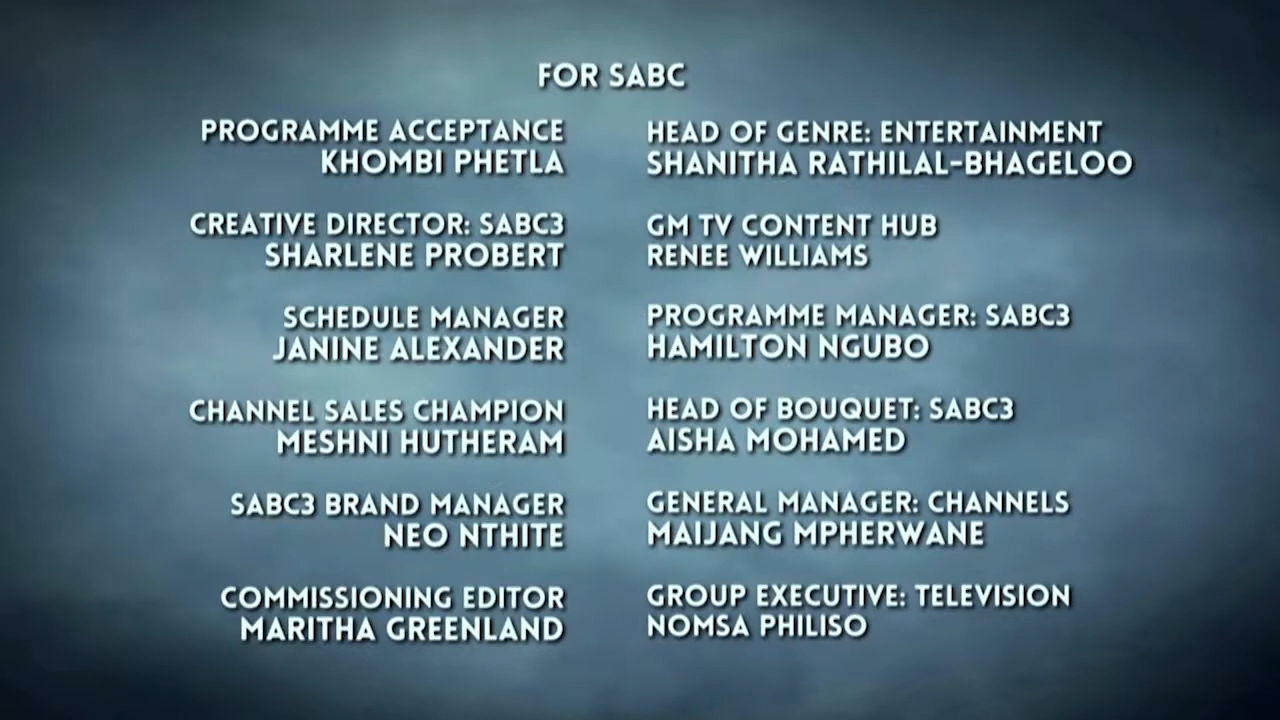 FOR SABC
PROGRAMME ACCEPTANCE
KHOMBI PHETLA
CREATIVE DIRECTOR: SABC3
SHARLENE PROBERT
SCHEDULE MANAGER
JANINE ALEXANDER
CHANNEL SALES CHAMPION
MESHNI HUTHERAM
SABC3 BRAND MANAGER
NEO NTHITE
COMMISSIONING EDITOR
MARITHA GREENLAND
HEAD OF GENRE: ENTERTAINMENT
SHANITHA RATHILAL-BHAGELOO
GM TV CONTENT HUB
RENEE WILLIAMS
PROGRAMME MANAGER: SABC3
HAMILTON NGUBO
HEAD OF BOUQUET: SABC3
AISHA MOHAMED
GENERAL MANAGER: CHANNELS
MAIJANG MPHERWANE
GROUP EXECUTIVE: TELEVISION
NOMSA PHILISO